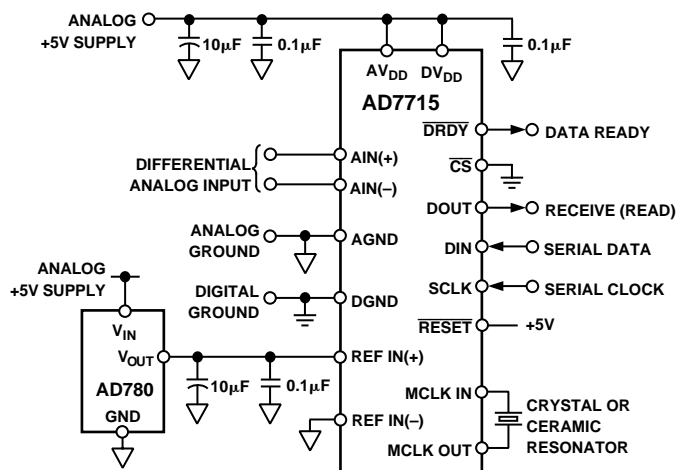 ANALOG
+5V SUPPLY
10µF
0.1µF
0.1µF
AVDD
DVDD
AD7715
DRDY
DATA READY
DIFFERENTIAL
ANALOG INPUT
AIN(+)
AIN(–)
CS
DOUT
RECEIVE (READ)
ANALOG
GROUND
AGND
DIN
SERIAL DATA
ANALOG
+5V SUPPLY
DIGITAL
GROUND
DGND
SCLK
SERIAL CLOCK
RESET
+5V
VIN
VOUT
AD780
GND
10µF
0.1µF
REF IN(+)
REF IN(–)
MCLK IN
MCLK OUT
CRYSTAL OR
CERAMIC
RESONATOR